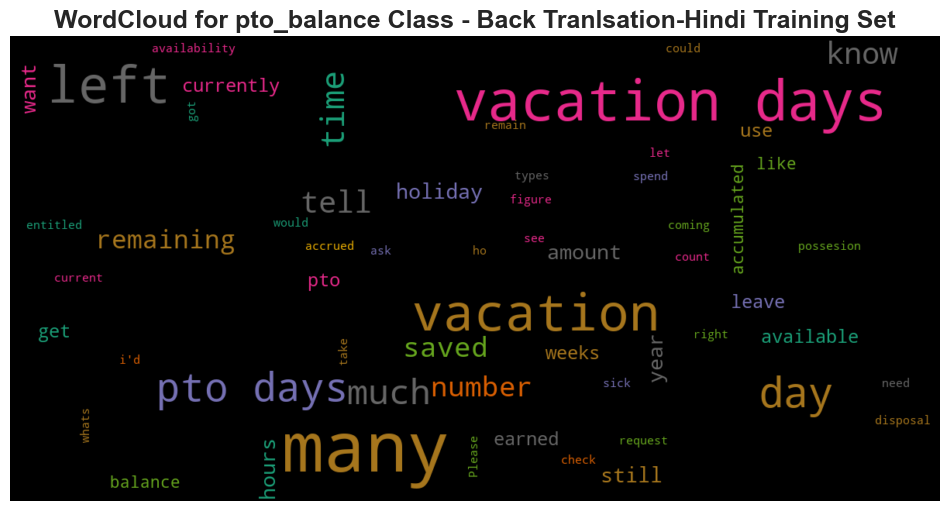 WordCloud for pto_balance Class - Back Tranlsation-Hindi Training Set
availability
could
know
left
want
currently
time
vacation days
got
remain
use
let
like
types
spend
holiday
accumulated
figure
tell
entitled
would
coming
remaining
accrued
ask
see
ho
amount
count
possesion
current
pto
leave
get
vacation
right
available
saved
weeks
year
i'd
take
pto days
much
number
sick
day
need
whats
many
Please
earned
request
disposal
hours
check
still
balance